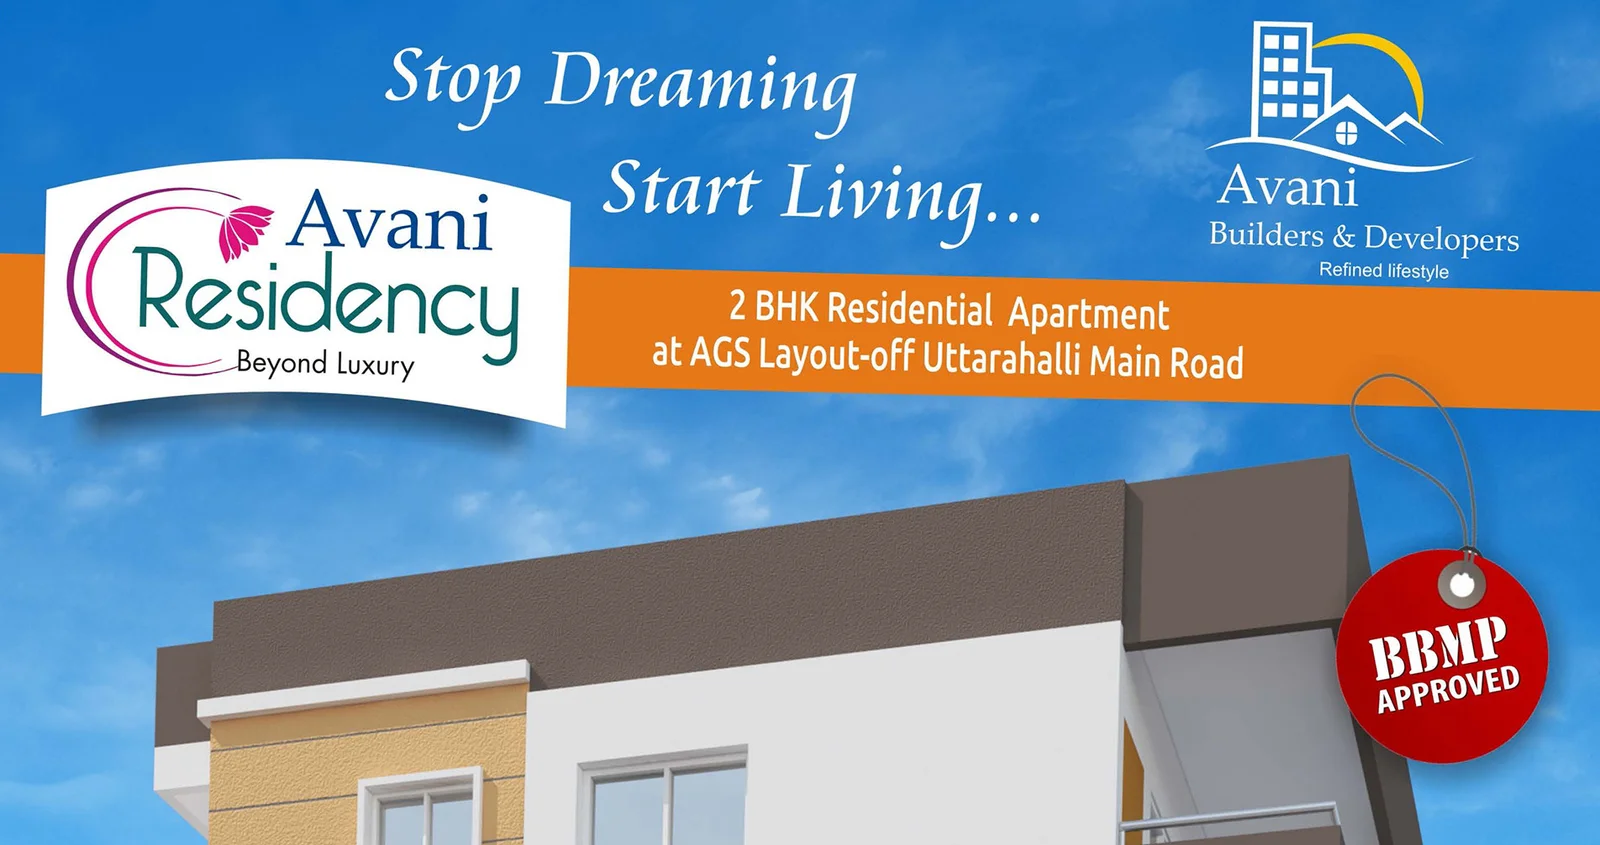 Stop Dreaming
Start Living...
Avani
Residency
Beyond Luxury
Avani
Builders & Developers
Refined lifestyle
2 BHK Residential Apartment
at AGS Layout-off Uttarahalli Main Road
BBMP
APPROVED